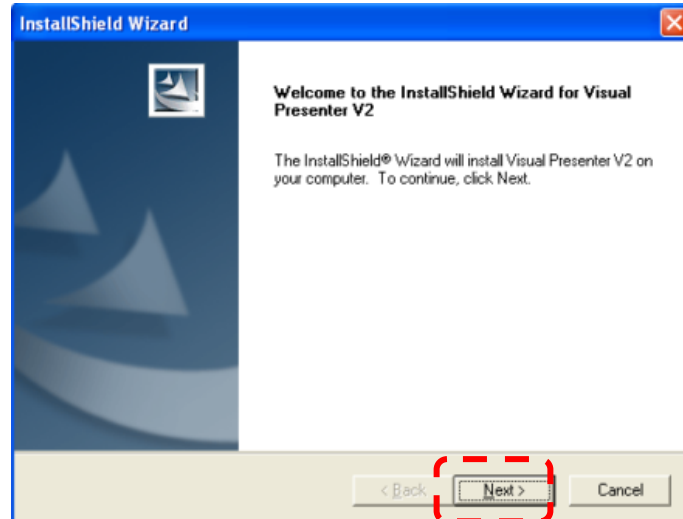 InstallShield Wizard
Welcome to the InstallShield Wizard for Visual
Presenter V2
The InstallShield® Wizard will install Visual Presenter V2 on
your computer.  To continue, click Next.
< Back
Next >
Cancel